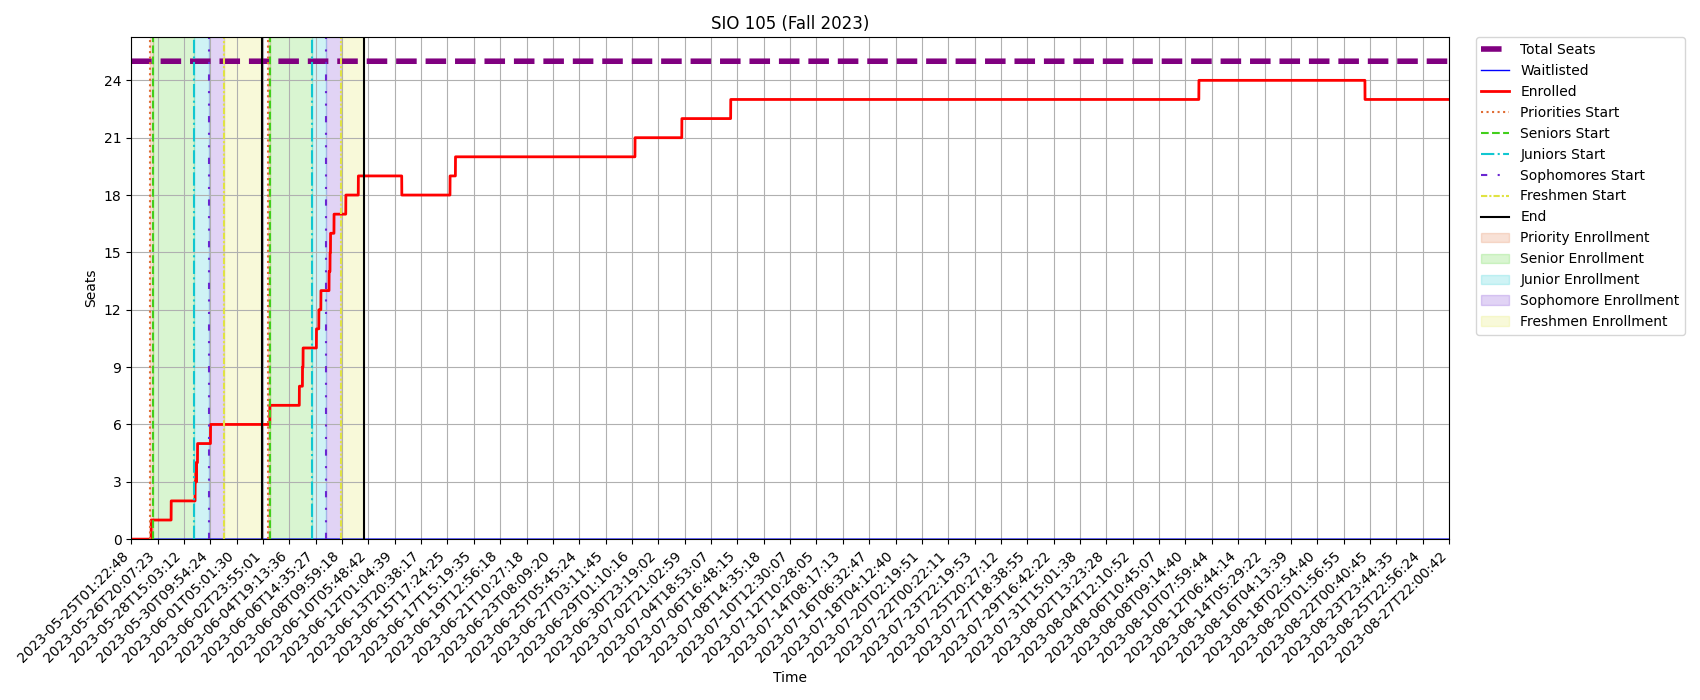 SIO 105 (Fall 2023)
Seats
24
21
18
15
12
9
6
3
0
2023-05-25T01:22:48
2023-05-26T20:07:23
2023-05-28T15:03:12
2023-05-30T09:54:24
2023-06-01T05:01:30
2023-06-02T23:55:01
2023-06-04T19:13:36
2023-06-06T14:35:27
2023-06-08T09:59:18
2023-06-10T05:48:42
2023-06-12T01:04:39
2023-06-13T20:38:17
2023-06-15T17:24:25
2023-06-17T15:19:35
2023-06-19T12:56:18
2023-06-21T10:27:18
2023-06-23T08:09:20
2023-06-25T05:45:24
2023-06-27T03:11:45
2023-06-29T01:10:16
2023-06-30T23:19:02
2023-07-02T21:02:59
2023-07-04T18:53:07
2023-07-06T16:48:15
2023-07-08T14:35:18
2023-07-10T12:30:07
2023-07-12T10:28:05
2023-07-14T08:17:13
2023-07-16T06:32:47
2023-07-18T04:12:40
2023-07-20T02:19:51
2023-07-22T00:22:11
2023-07-23T22:19:53
2023-07-25T20:27:12
2023-07-27T18:38:55
2023-07-29T16:42:22
2023-07-31T15:01:38
2023-08-02T13:23:28
2023-08-04T12:10:52
2023-08-06T10:45:07
2023-08-08T09:14:40
2023-08-10T07:59:44
2023-08-12T06:44:14
2023-08-14T05:29:22
2023-08-16T04:13:39
2023-08-18T02:54:40
2023-08-20T01:56:55
2023-08-22T00:40:45
2023-08-23T23:44:35
2023-08-25T22:56:24
2023-08-27T22:00:42
Time
Total Seats
Waitlisted
Enrolled
Priorities Start
Seniors Start
Juniors Start
Sophomores Start
Freshmen Start
End
Priority Enrollment
Senior Enrollment
Junior Enrollment
Sophomore Enrollment
Freshmen Enrollment